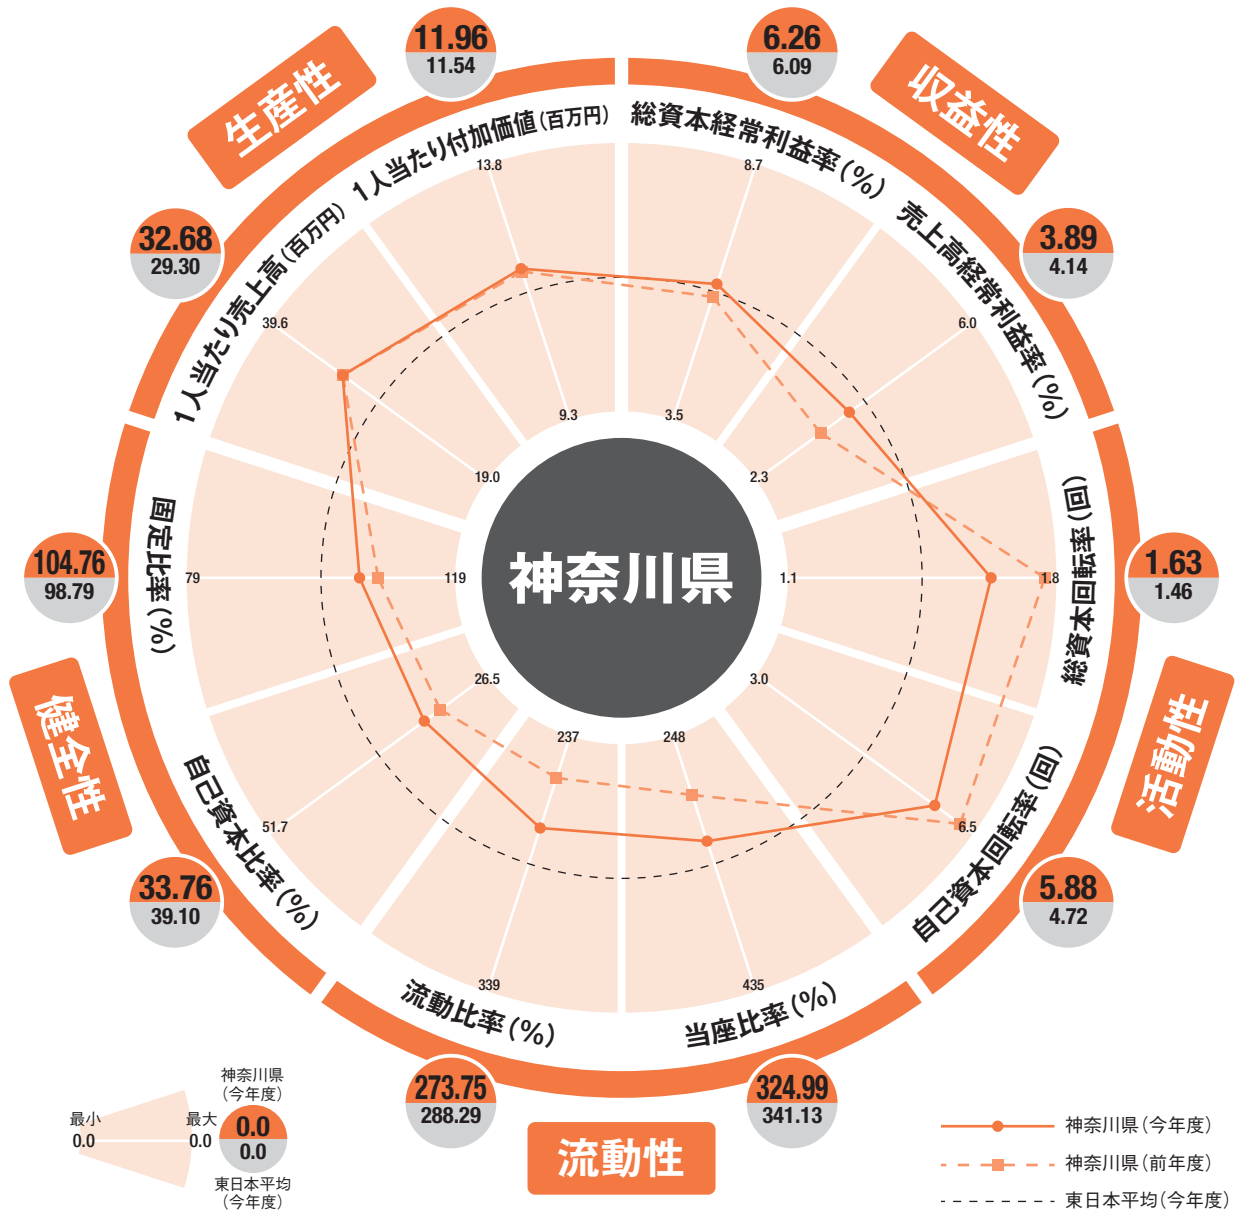 神奈川県
収益性
6.26
6.09
総資本経常利益率(%)
8.7
3.5
3.89
4.14
売上高経常利益率(%)
6.0
2.3
活動性
1.63
1.46
総資本回転率(回)
1.8
1.1
5.88
4.72
自己資本回転率(回)
6.5
3.0
流動性
324.99
341.13
当座比率(%)
435
248
273.75
288.29
流動比率(%)
339
237
健全性
33.76
39.10
自己資本比率(%)
51.7
26.5
104.76
98.79
固定比率(%)
79
119
生産性
32.68
29.30
1人当たり売上高(百万円)
39.6
19.0
11.96
11.54
1人当たり付加価値(百万円)
13.8
9.3
最小
0.0
最大
0.0
神奈川県
(今年度)
0.0
0.0
東日本平均
(今年度)
神奈川県(今年度)
神奈川県(前年度)
東日本平均(今年度)